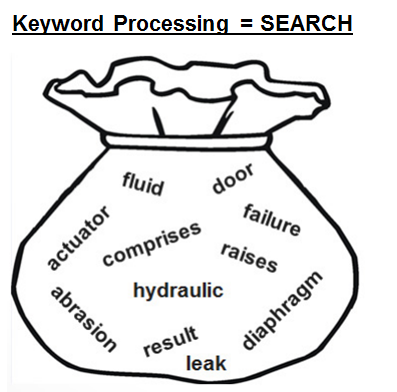 Keyword Processing = SEARCH
fluid
door
actuator
failure
comprises
raises
hydraulic
abrasion
diaphragm
result
leak